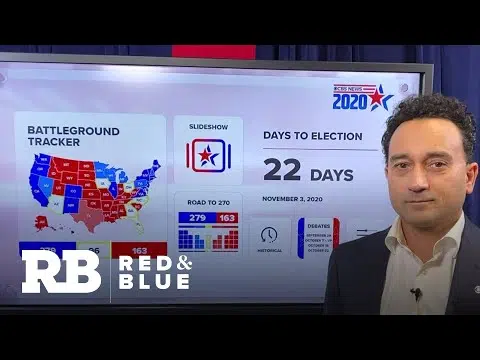 CBS NEWS
2020
BATTLEGROUND
TRACKER
SLIDESHOW
DAYS TO ELECTION
22 DAYS
NOVEMBER 3, 2020
ROAD TO 270
279
163
HISTORICAL
DEBATES
279
163
RB RED&
BLUE